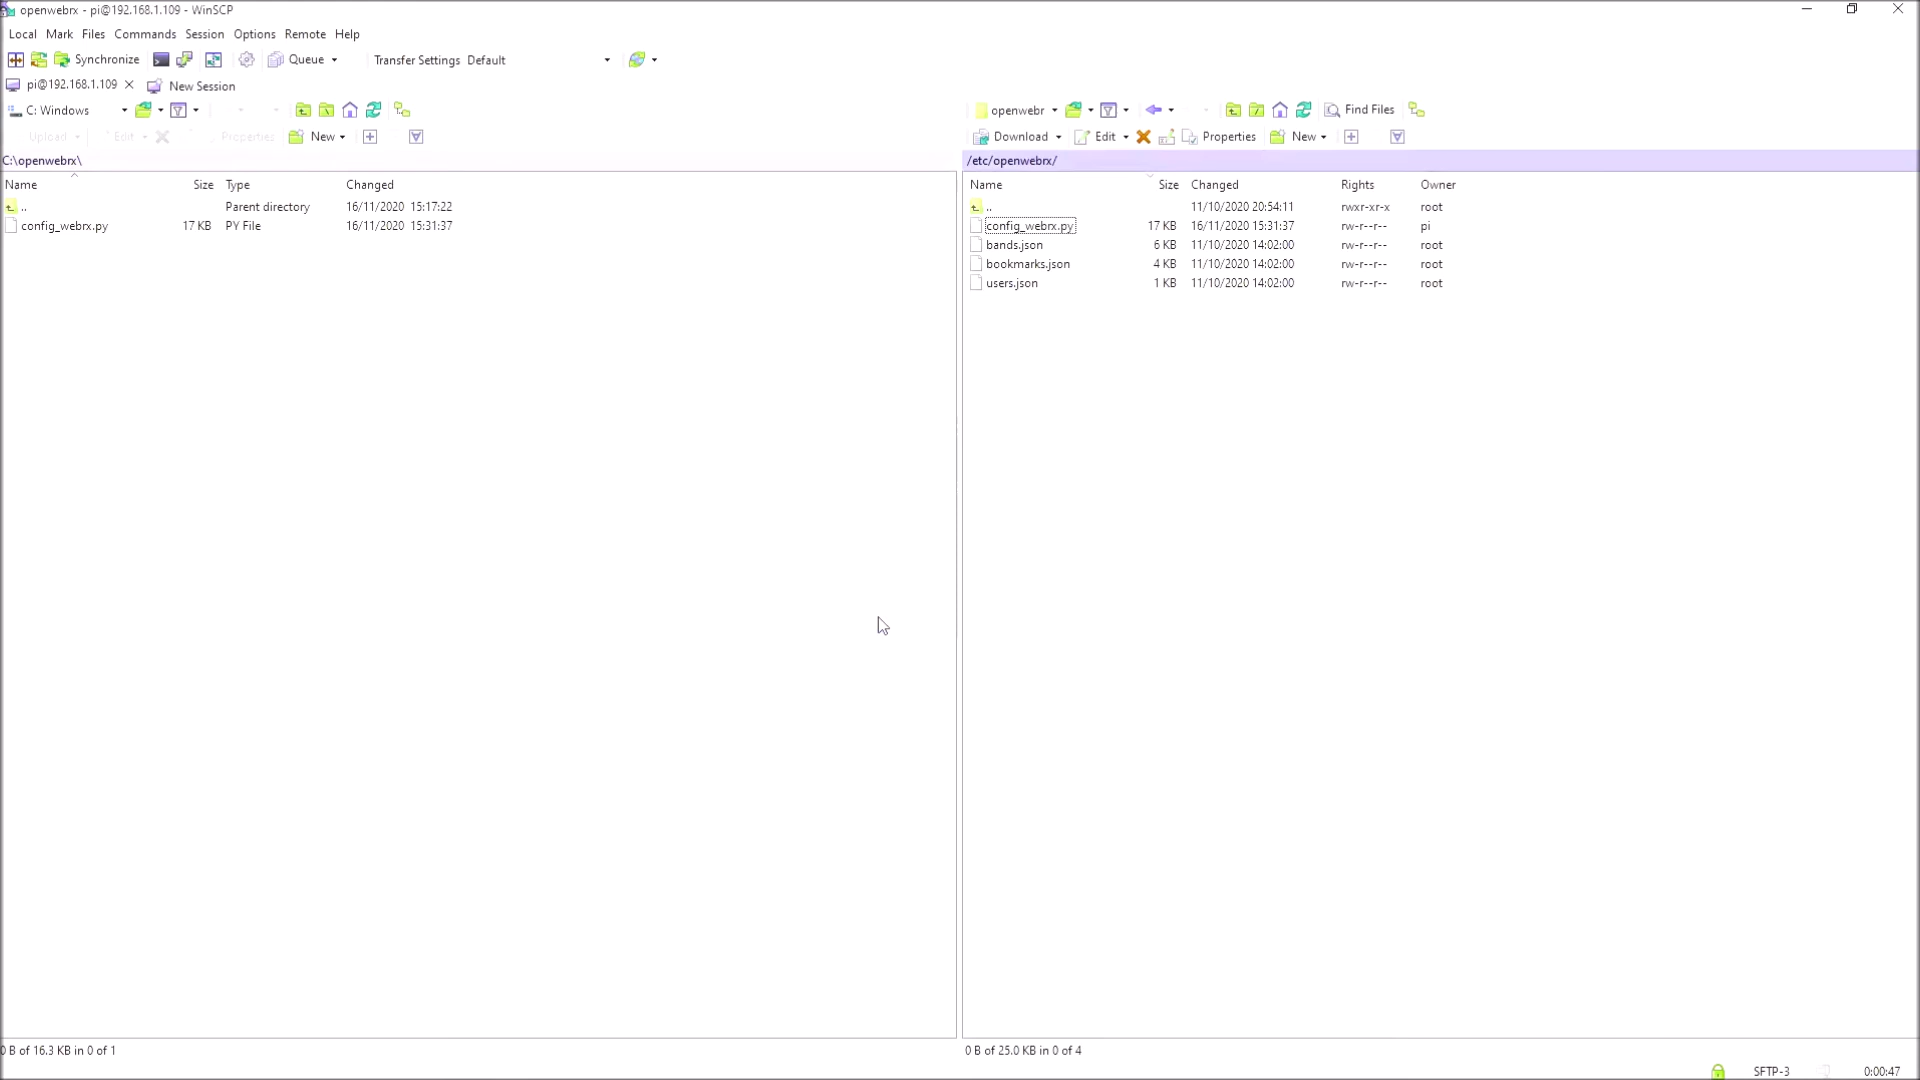 openwebrx - pi@192.168.1.109 - WinSCP
Local Mark Files Commands Session Options Remote Help
Synchronize Queue Transfer Settings Default
pi@192.168.1.109 New Session
C: Windows
Upload Edit Properties New
C:\openwebrx\
Name Size Type Changed
.. Parent directory 16/11/2020 15:17:22
config_webrx.py 17 KB PY File 16/11/2020 15:31:37
0 B of 16.3 KB in 0 of 1
openwebr Find Files
Download Edit Properties New
/etc/openwebrx/
Name Size Changed Rights Owner
.. 11/10/2020 20:54:11 rwxr-xr-x root
config_webrx.py 17 KB 16/11/2020 15:31:37 rw-r--r-- pi
bands.json 6 KB 11/10/2020 14:02:00 rw-r--r-- root
bookmarks.json 4 KB 11/10/2020 14:02:00 rw-r--r-- root
users.json 1 KB 11/10/2020 14:02:00 rw-r--r-- root
0 B of 25.0 KB in 0 of 4
SFTP-3 0:00:47